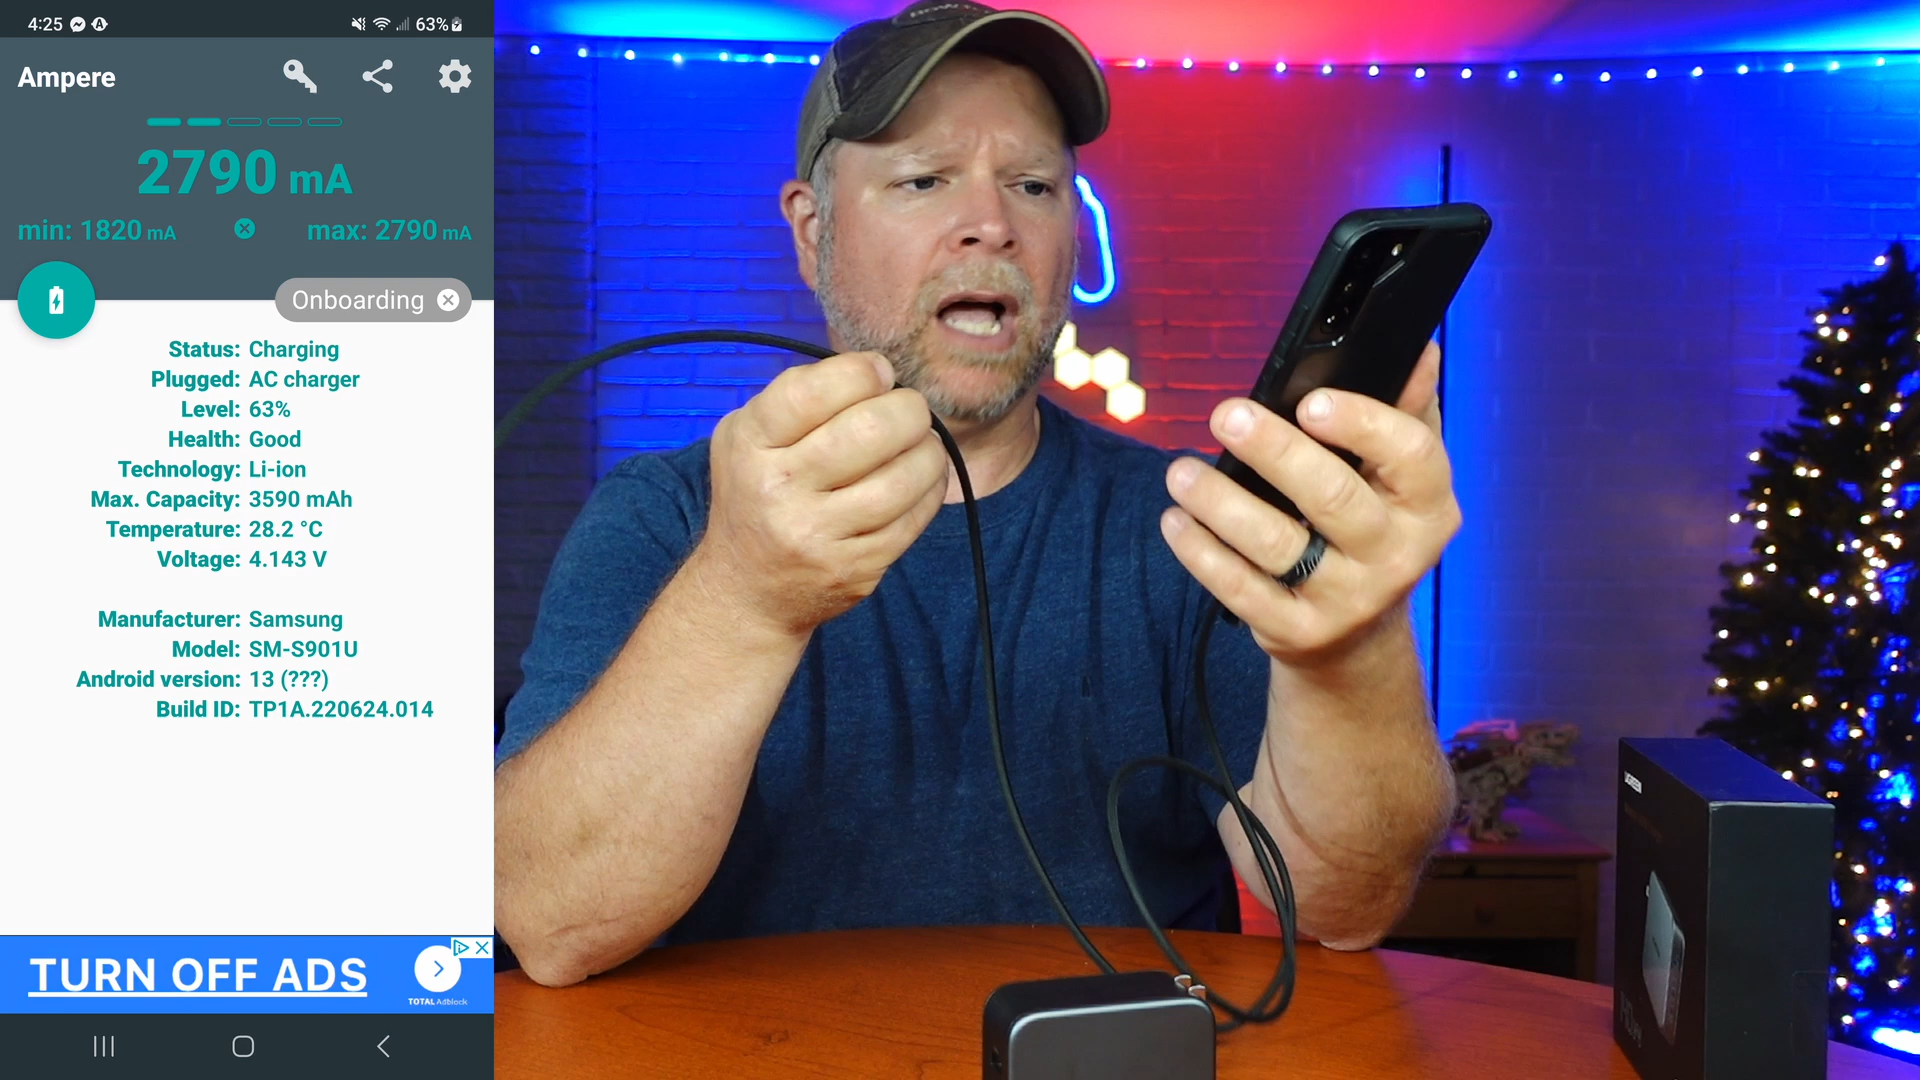 4:25
63%
Ampere
2790 mA
min: 1820 mA
max: 2790 mA
Onboarding
Status: Charging
Plugged: AC charger
Level: 63%
Health: Good
Technology: Li-ion
Max. Capacity: 3590 mAh
Temperature: 28.2 °C
Voltage: 4.143 V
Manufacturer: Samsung
Model: SM-S901U
Android version: 13 (???)
Build ID: TP1A.220624.014
TURN OFF ADS
TOTAL Adblock
UGREEN